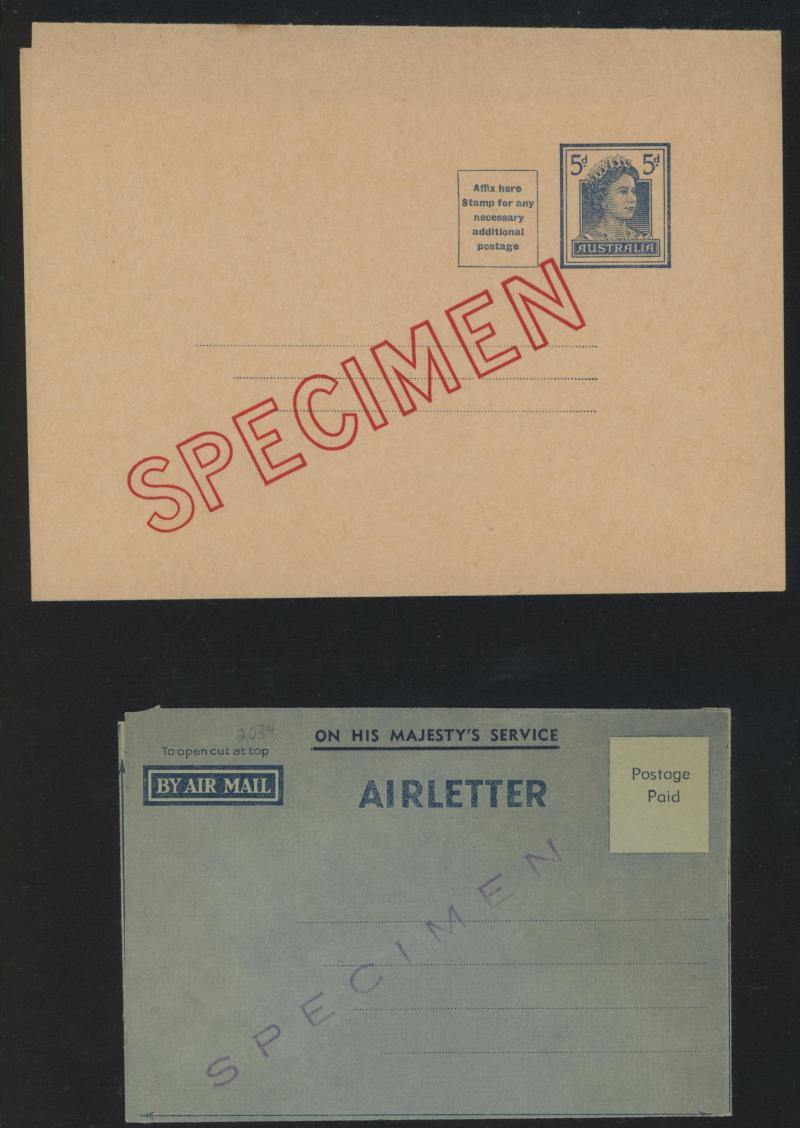 5d 5d
AUSTRALIA
Affix here
Stamp for any
necessary
additional
postage
SPECIMEN
2034
To open cut at top
BY AIR MAIL
ON HIS MAJESTY'S SERVICE
AIRLETTER
Postage
Paid
SPECIMEN